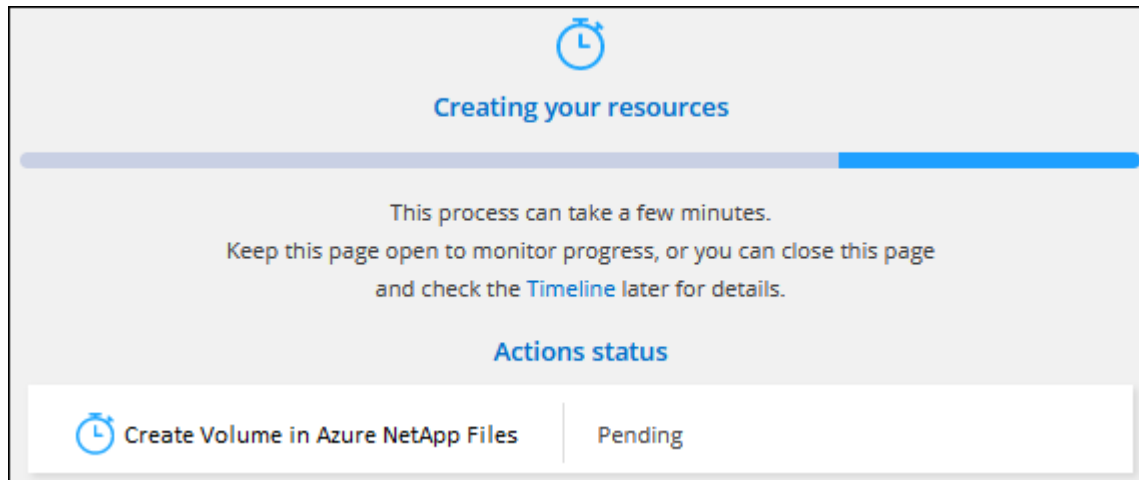 Creating your resources
This process can take a few minutes.
Keep this page open to monitor progress, or you can close this page
and check the Timeline later for details.
Actions status
Create Volume in Azure NetApp Files Pending